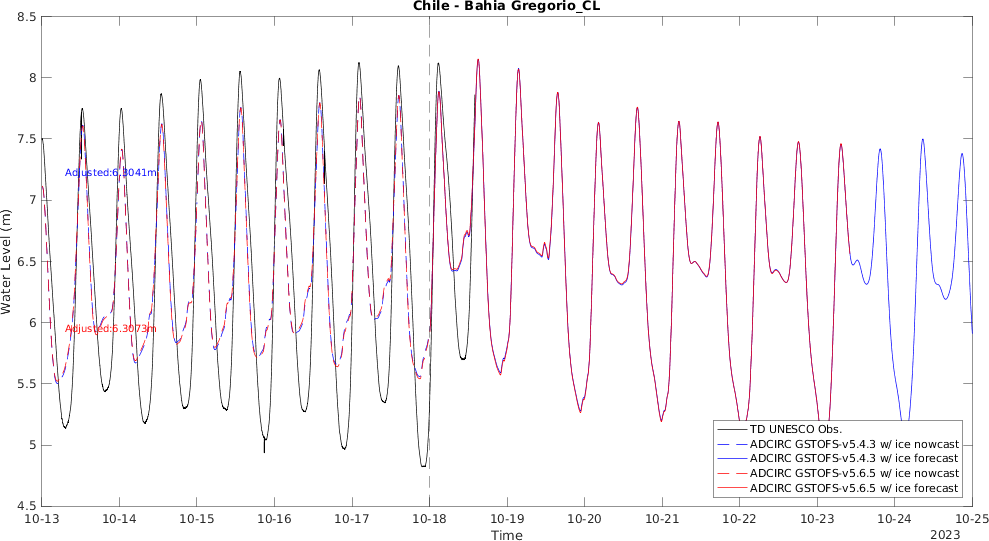 Chile - Bahia Gregorio_CL
8.5
8
7.5
7
6.5
6
5.5
5
4.5
Water Level (m)
Adjusted:6.3041m
Adjusted:6.3073m
TD UNESCO Obs.
ADCIRC GSTOFS-v5.4.3 w/ ice nowcast
ADCIRC GSTOFS-v5.4.3 w/ ice forecast
ADCIRC GSTOFS-v5.6.5 w/ ice nowcast
ADCIRC GSTOFS-v5.6.5 w/ ice forecast
10-13 10-14 10-15 10-16 10-17 10-18 10-19 10-20 10-21 10-22 10-23 10-24 10-25
Time
2023